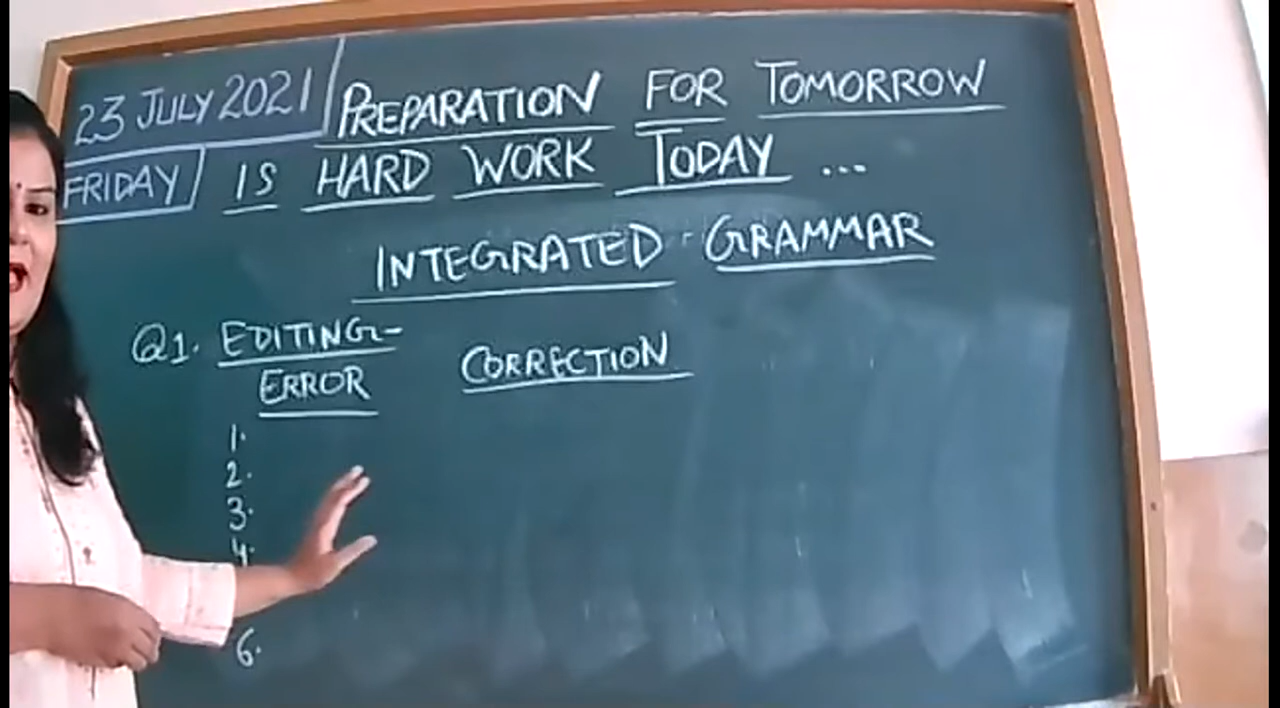 23 JULY 2021
FRIDAY
PREPARATION FOR TOMORROW
IS HARD WORK TODAY ...
INTEGRATED GRAMMAR
Q1. EDITING-
ERROR CORRECTION
1.
2.
3.
4.
6.